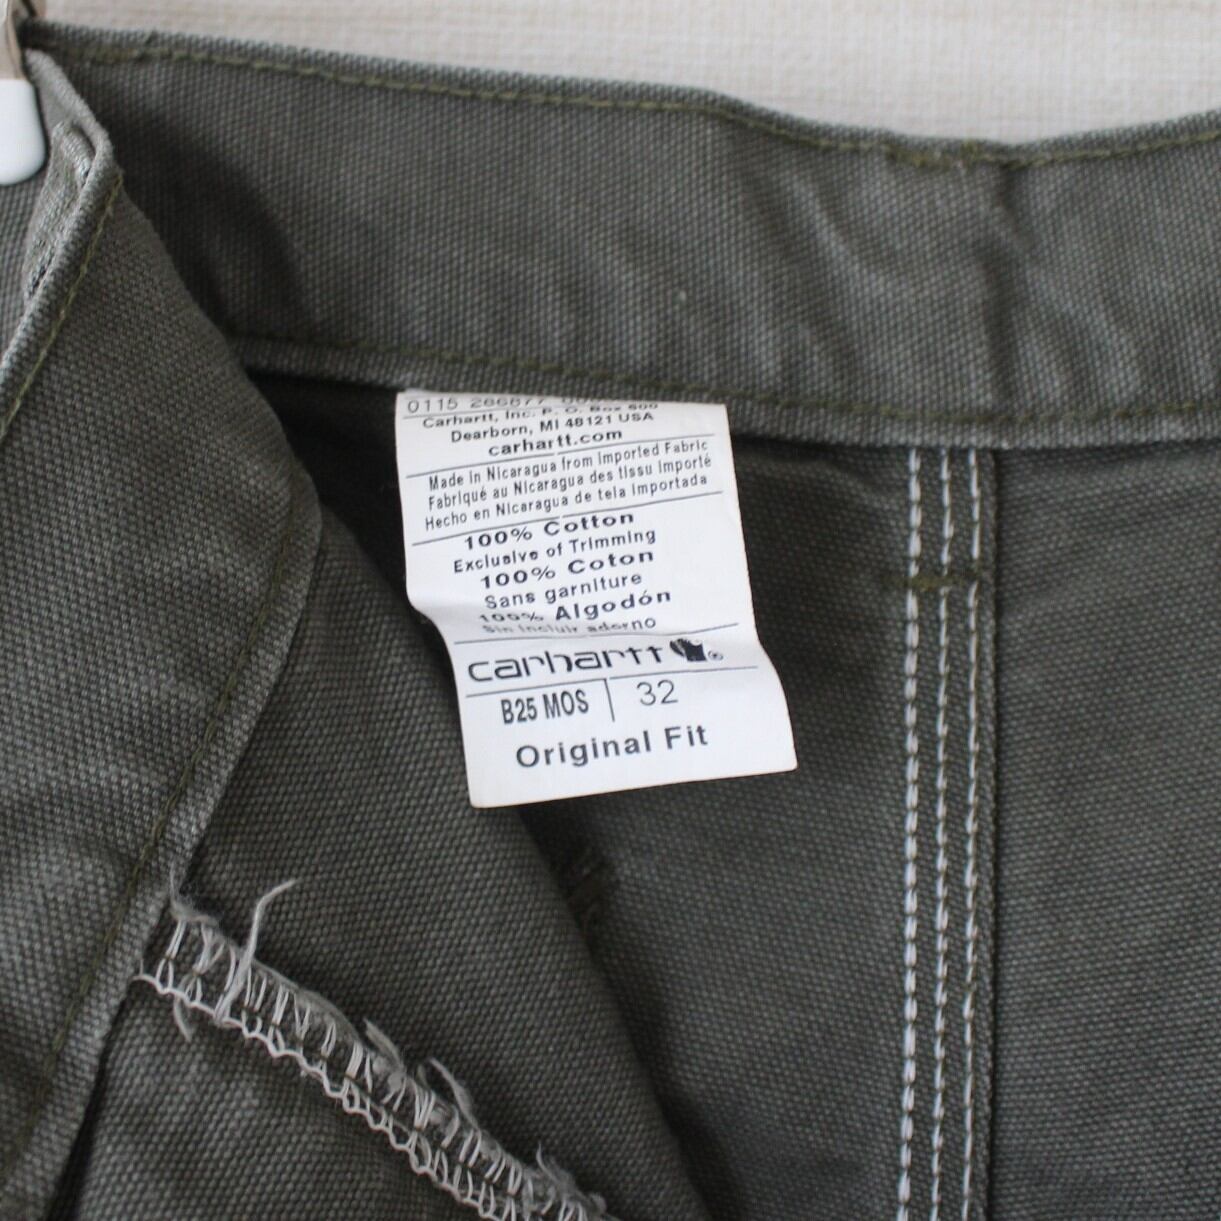 0115 286877
Carhartt, Inc. P. O. Box 600
Dearborn, MI 48121 USA
carhartt.com
Made in Nicaragua from Imported Fabric
Fabriqué au Nicaragua des tissu importé
Hecho en Nicaragua de tela importada
100% Cotton
Exclusive of Trimming
100% Coton
Sans garniture
100% Algodón
Sin incluir adorno
carhartt ®
B25 MOS | 32
Original Fit